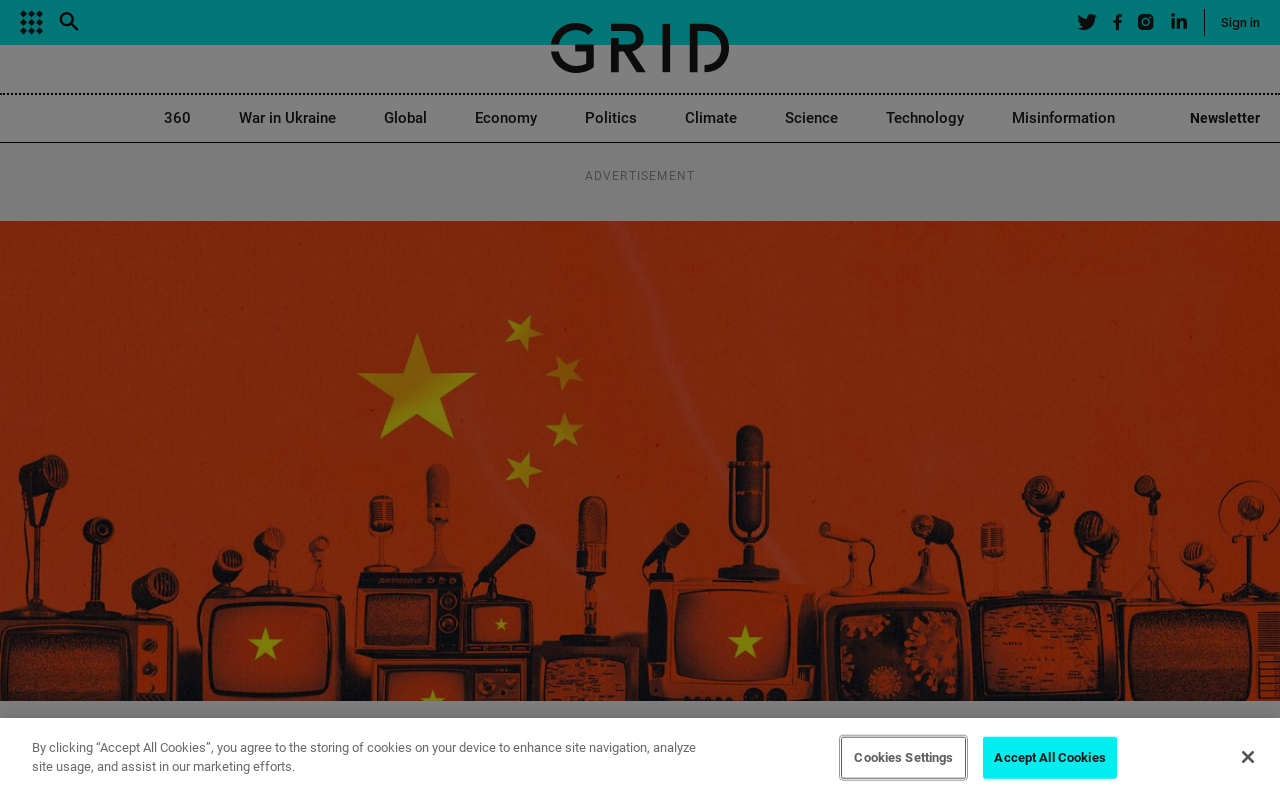 GRID
Sign in
360 War in Ukraine Global Economy Politics Climate Science Technology Misinformation Newsletter
ADVERTISEMENT
By clicking “Accept All Cookies”, you agree to the storing of cookies on your device to enhance site navigation, analyze
site usage, and assist in our marketing efforts.
Cookies Settings
Accept All Cookies